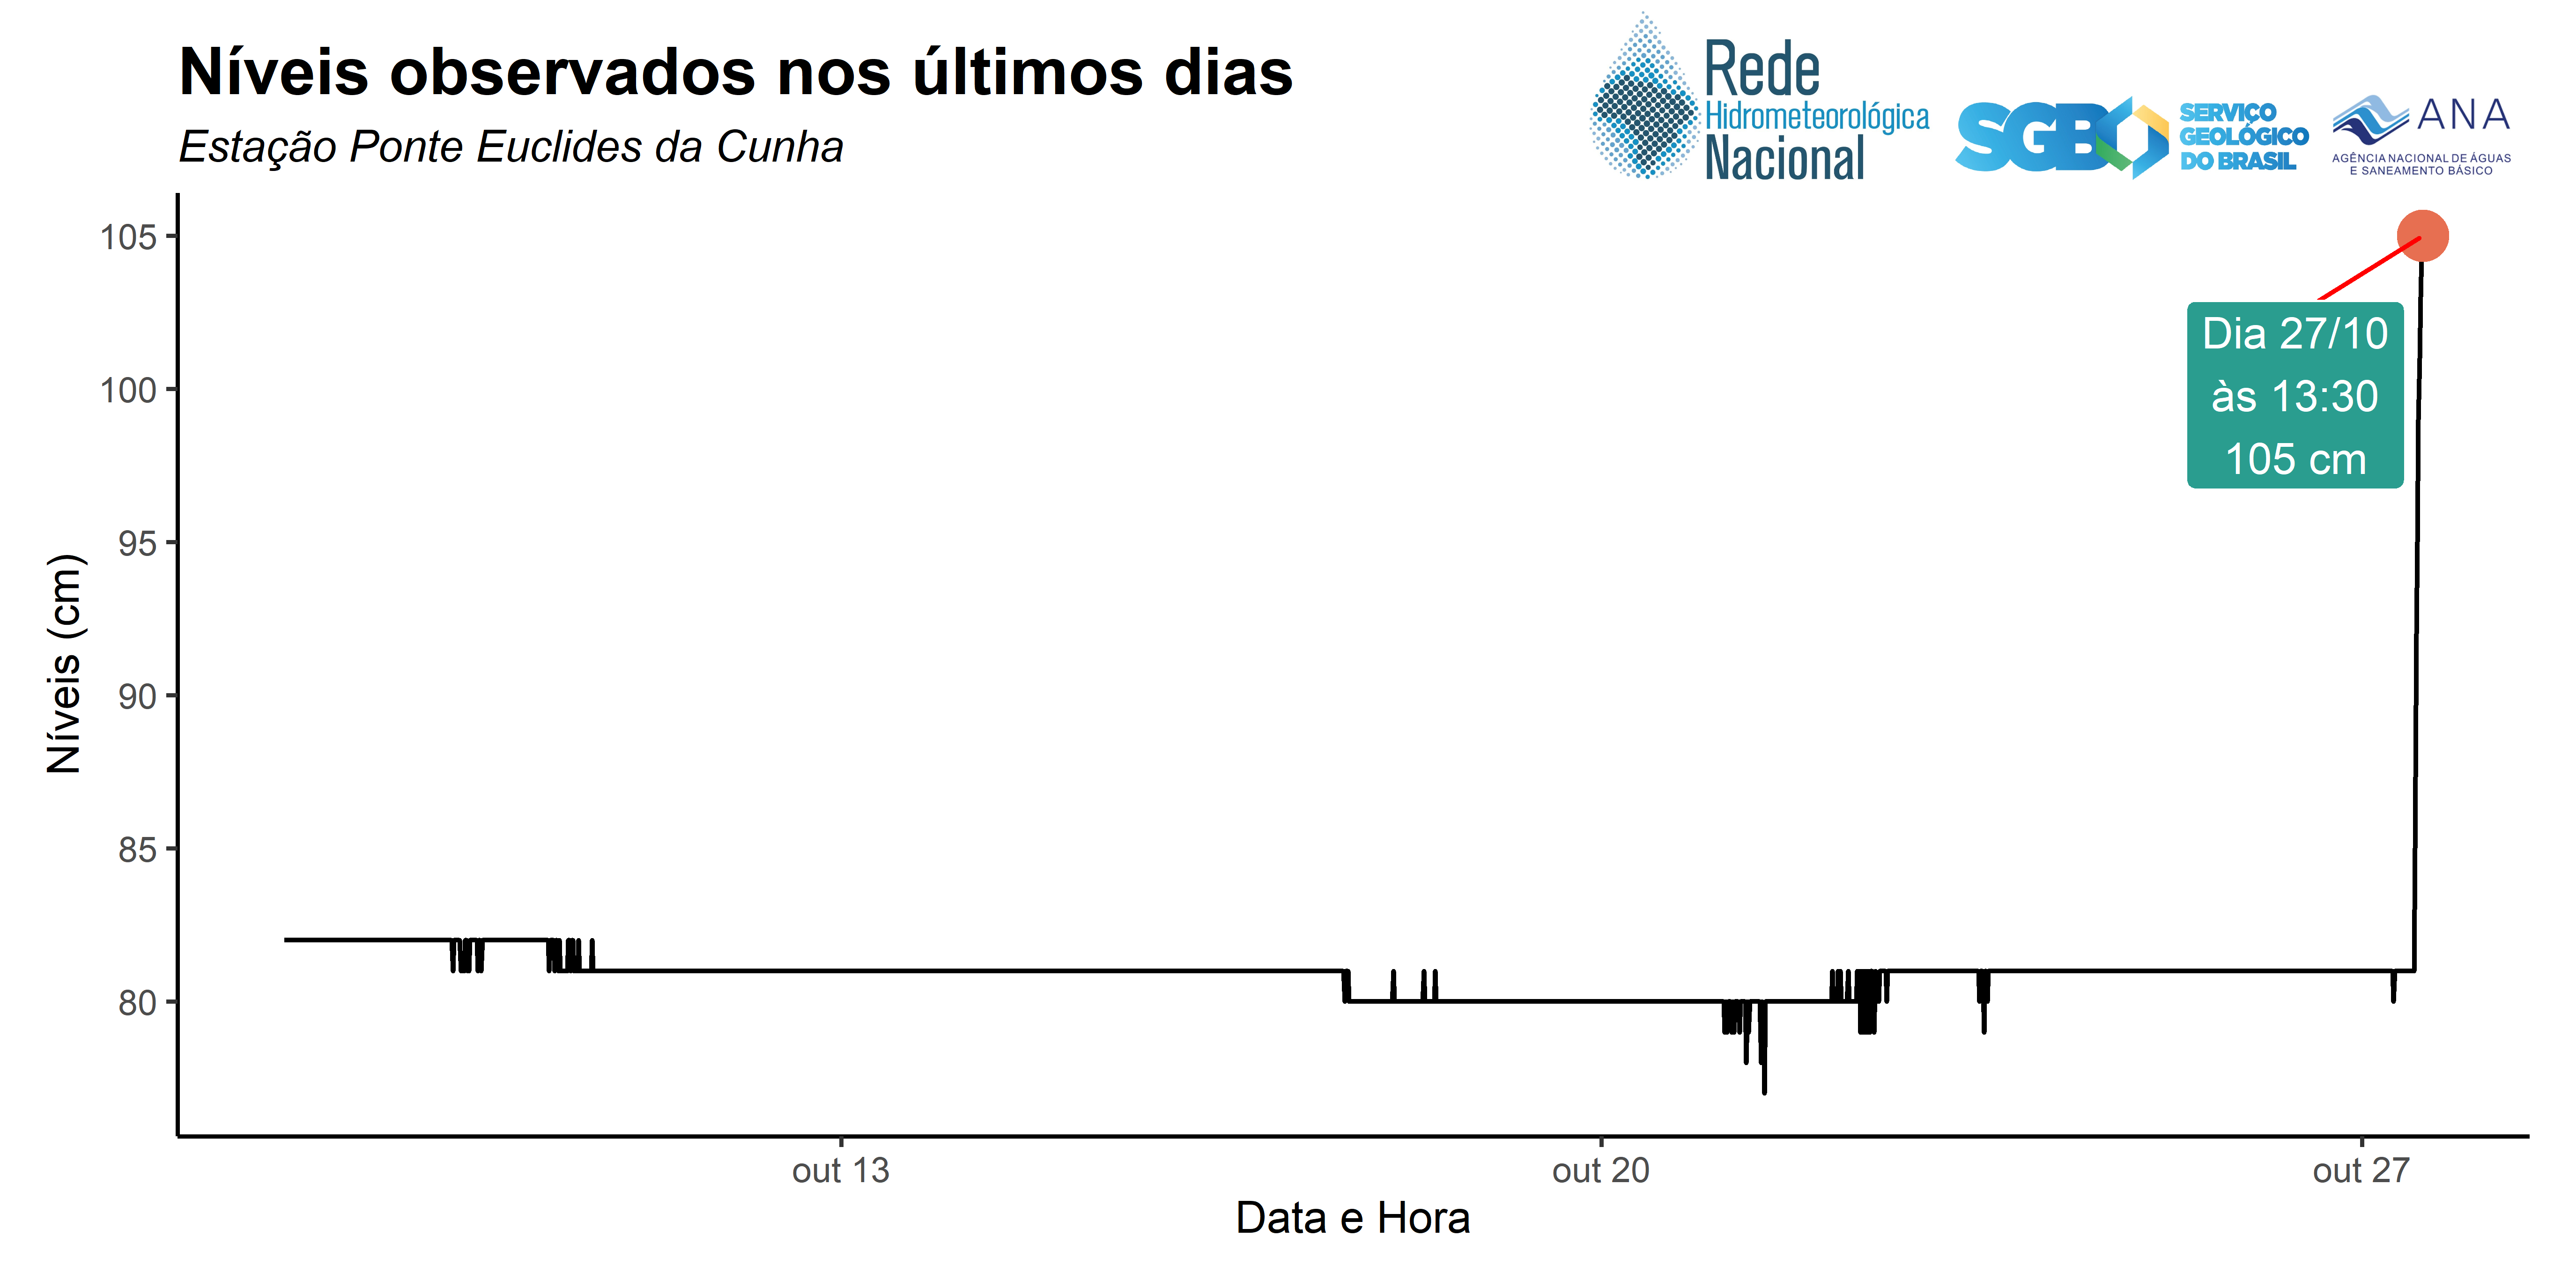 Níveis observados nos últimos dias
Estação Ponte Euclides da Cunha
Rede
Hidrometeorológica
Nacional
SGB
SERVIÇO
GEOLÓGICO
DO BRASIL
ANA
AGÊNCIA NACIONAL DE ÁGUAS
E SANEAMENTO BÁSICO
Níveis (cm)
105
100
95
90
85
80
Dia 27/10
às 13:30
105 cm
out 13
out 20
out 27
Data e Hora